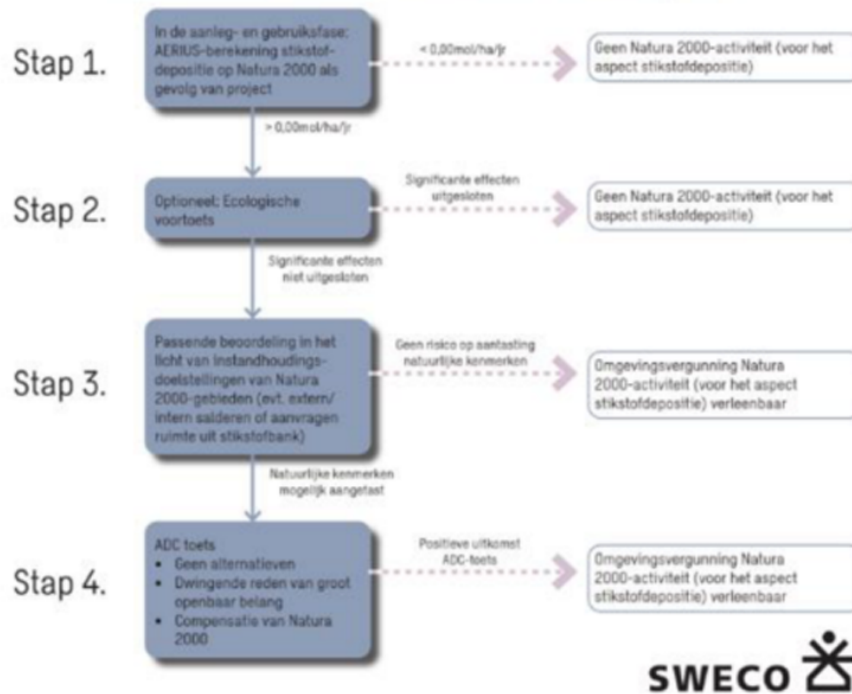 Stap 1.
In de aanleg- en gebruiksfase:
AERIUS-berekening stikstof-
depositie op Natura 2000 als
gevolg van project
< 0,00mol/ha/jr
Geen Natura 2000-activiteit (voor het
aspect stikstofdepositie)
> 0,00mol/ha/jr
Stap 2.
Optioneel: Ecologische
voortoets
Significante effecten
uitgesloten
Geen Natura 2000-activiteit (voor het
aspect stikstofdepositie)
Significante effecten
niet uitgesloten
Stap 3.
Passende beoordeling in het
licht van Instandhoudings-
doelstellingen van Natura
2000-gebieden (evt. extern/
intern salderen of aanvragen
ruimte uit stikstofbank)
Geen risico op aantasting
natuurlijke kenmerken
Omgevingsvergunning Natura
2000-activiteit (voor het aspect
stikstofdepositie) verleenbaar
Natuurlijke kenmerken
mogelijk aangetast
Stap 4.
ADC toets
▪ Geen alternatieven
▪ Dwingende reden van groot
openbaar belang
▪ Compensatie van Natura
2000
Positieve uitkomst
ADC-toets
Omgevingsvergunning Natura
2000-activiteit (voor het aspect
stikstofdepositie) verleenbaar
SWECO